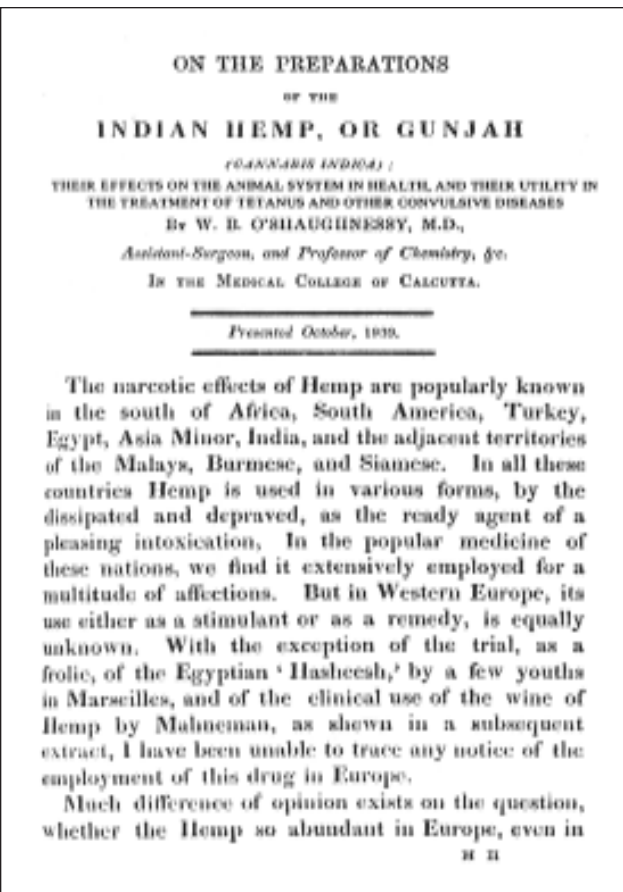 ON THE PREPARATIONS
OF THE
INDIAN HEMP, OR GUNJAH
(CANNABIS INDICA);
THEIR EFFECTS ON THE ANIMAL SYSTEM IN HEALTH, AND THEIR UTILITY IN
THE TREATMENT OF TETANUS AND OTHER CONVULSIVE DISEASES
By W. B. O'SHAUGHNESSY, M.D.,
Assistant-Surgeon, and Professor of Chemistry, &c.
In the Medical College of Calcutta.
Presented October, 1839.
The narcotic effects of Hemp are popularly known
in the south of Africa, South America, Turkey,
Egypt, Asia Minor, India, and the adjacent territories
of the Malays, Burmese, and Siamese. In all these
countries Hemp is used in various forms, by the
dissipated and depraved, as the ready agent of a
pleasing intoxication. In the popular medicine of
these nations, we find it extensively employed for a
multitude of affections. But in Western Europe, its
use either as a stimulant or as a remedy, is equally
unknown. With the exception of the trial, as a
frolic, of the Egyptian ‘Hasheesh,’ by a few youths
in Marseilles, and of the clinical use of the wine of
Hemp by Mahneman, as shewn in a subsequent
extract, I have been unable to trace any notice of the
employment of this drug in Europe.
Much difference of opinion exists on the question,
whether the Hemp so abundant in Europe, even in
H H